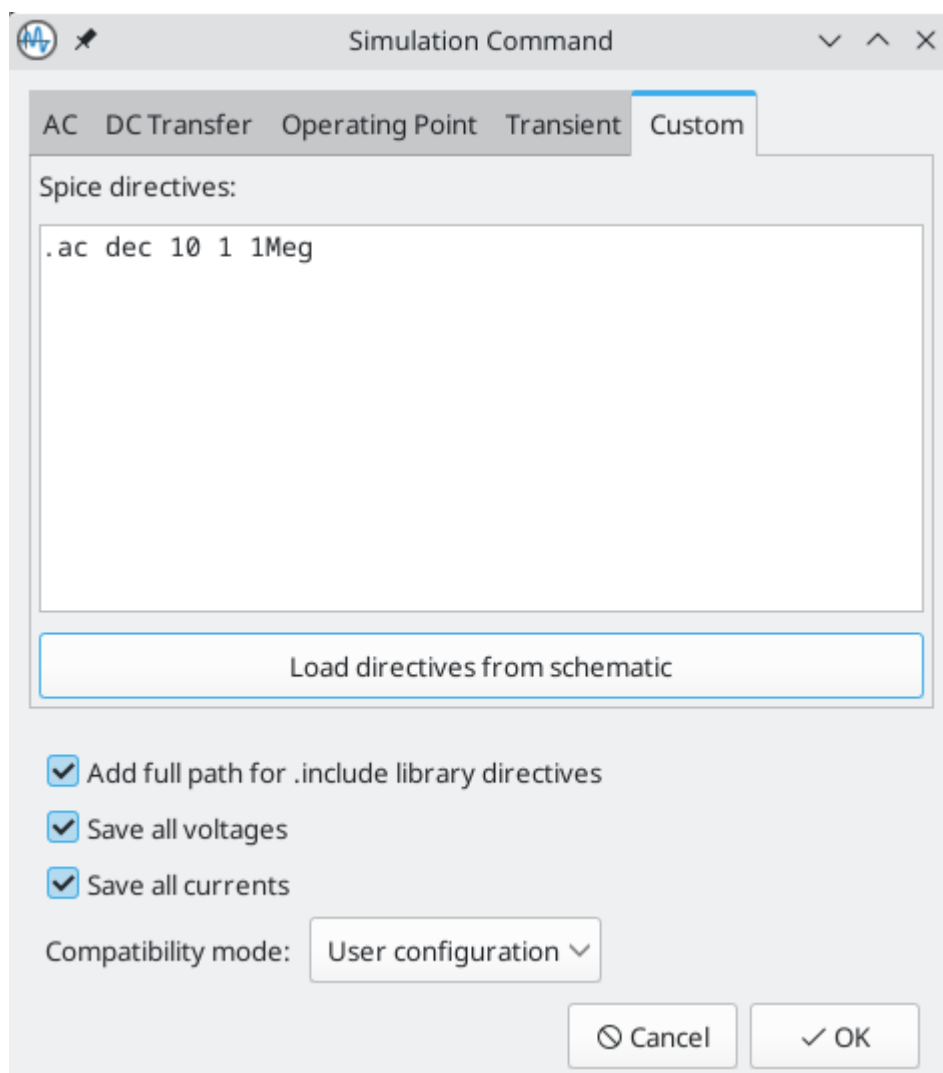 Simulation Command
AC DC Transfer Operating Point Transient Custom
Spice directives:
.ac dec 10 1 1Meg
Load directives from schematic
Add full path for .include library directives
Save all voltages
Save all currents
Compatibility mode: User configuration
Cancel OK